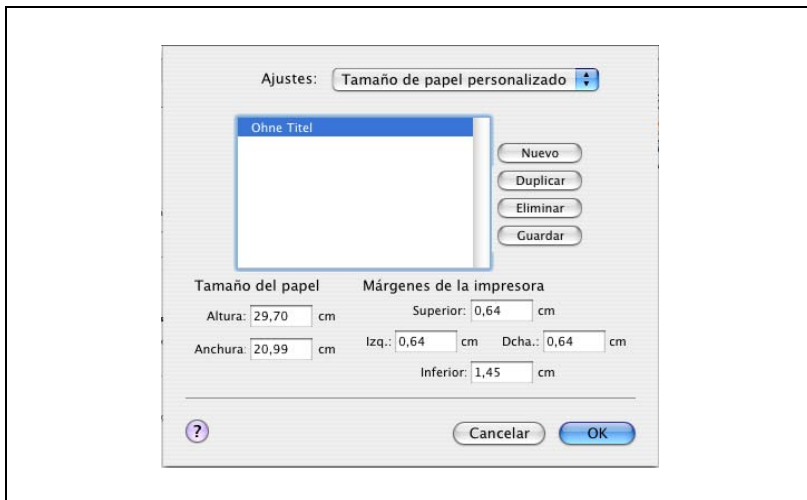 Ajustes: Tamaño de papel personalizado
Ohne Titel
Nuevo
Duplicar
Eliminar
Guardar
Tamaño del papel Márgenes de la impresora
Altura: 29,70 cm Superior: 0,64 cm
Anchura: 20,99 cm Izq.: 0,64 cm Dcha.: 0,64 cm
Inferior: 1,45 cm
? Cancelar OK